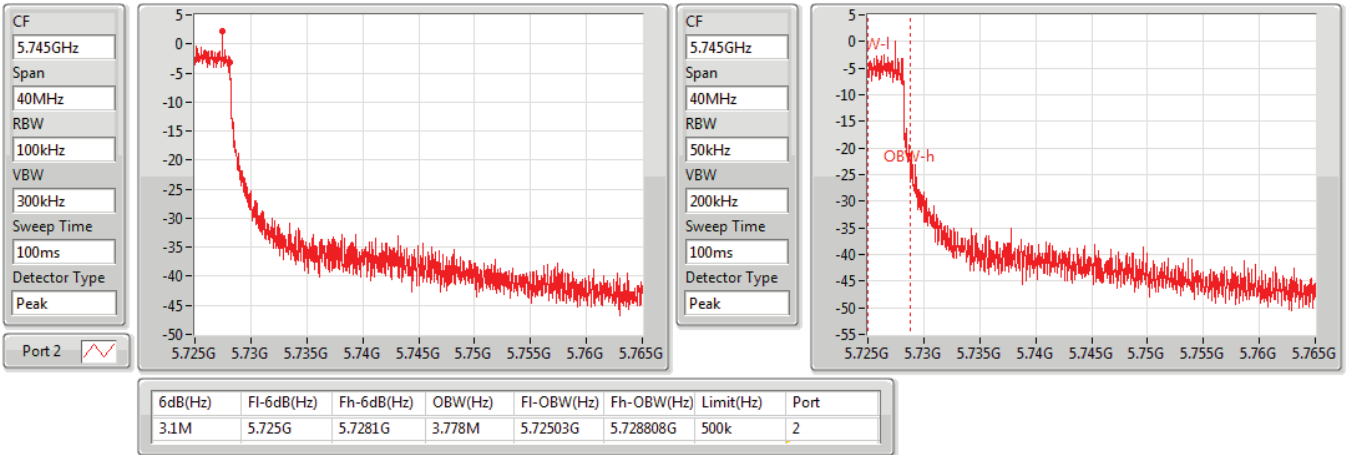 CF
5.745GHz
Span
40MHz
RBW
100kHz
VBW
300kHz
Sweep Time
100ms
Detector Type
Peak
Port 2
5
0
-5
-10
-15
-20
-25
-30
-35
-40
-45
-50
5.725G 5.73G 5.735G 5.74G 5.745G 5.75G 5.755G 5.76G 5.765G
CF
5.745GHz
Span
40MHz
RBW
50kHz
VBW
200kHz
Sweep Time
100ms
Detector Type
Peak
5
0
-5
-10
-15
-20
-25
-30
-35
-40
-45
-50
-55
W-l
OBW-h
5.725G 5.73G 5.735G 5.74G 5.745G 5.75G 5.755G 5.76G 5.765G
6dB(Hz) Fl-6dB(Hz) Fh-6dB(Hz) OBW(Hz) Fl-OBW(Hz) Fh-OBW(Hz) Limit(Hz) Port
3.1M 5.725G 5.7281G 3.778M 5.72503G 5.728808G 500k 2